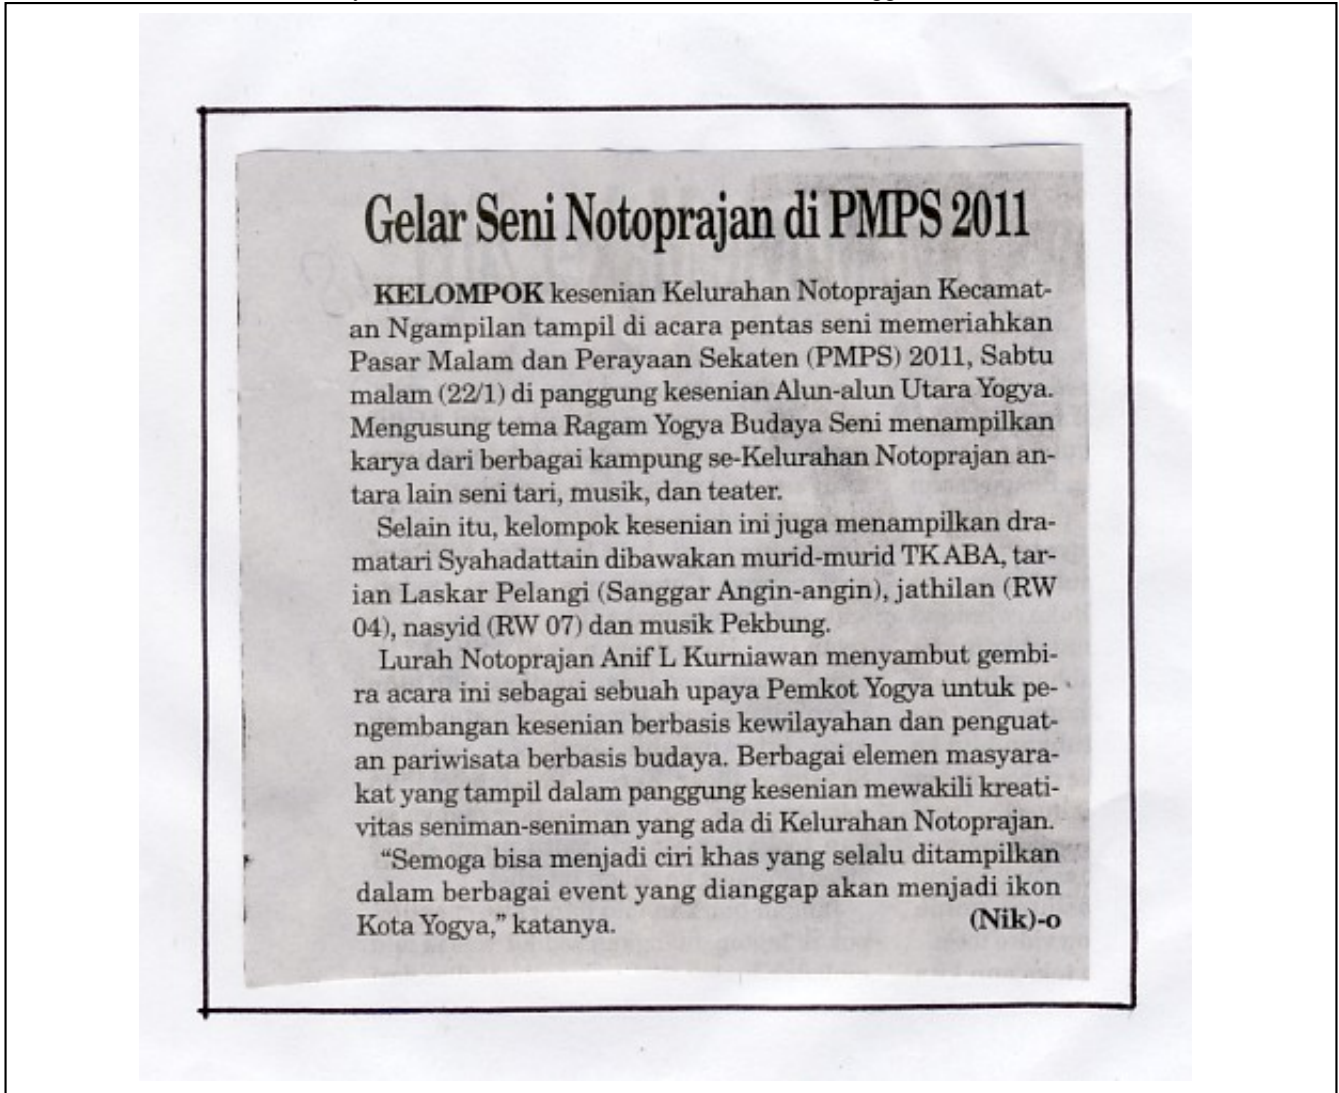 Gelar Seni Notoprajan di PMPS 2011
KELOMPOK kesenian Kelurahan Notoprajan Kecamat-
an Ngampilan tampil di acara pentas seni memeriahkan
Pasar Malam dan Perayaan Sekaten (PMPS) 2011, Sabtu
malam (22/1) di panggung kesenian Alun-alun Utara Yogya.
Mengusung tema Ragam Yogya Budaya Seni menampilkan
karya dari berbagai kampung se-Kelurahan Notoprajan an-
tara lain seni tari, musik, dan teater.
Selain itu, kelompok kesenian ini juga menampilkan dra-
matari Syahadattain dibawakan murid-murid TK ABA, tar-
ian Laskar Pelangi (Sanggar Angin-angin), jathilan (RW
04), nasyid (RW 07) dan musik Pekbung.
Lurah Notoprajan Anif L Kurniawan menyambut gembi-
ra acara ini sebagai sebuah upaya Pemkot Yogya untuk pe-
ngembangan kesenian berbasis kewilayahan dan penguat-
an pariwisata berbasis budaya. Berbagai elemen masyara-
kat yang tampil dalam panggung kesenian mewakili kreati-
vitas seniman-seniman yang ada di Kelurahan Notoprajan.
“Semoga bisa menjadi ciri khas yang selalu ditampilkan
dalam berbagai event yang dianggap akan menjadi ikon
Kota Yogya,” katanya. (Nik)-o